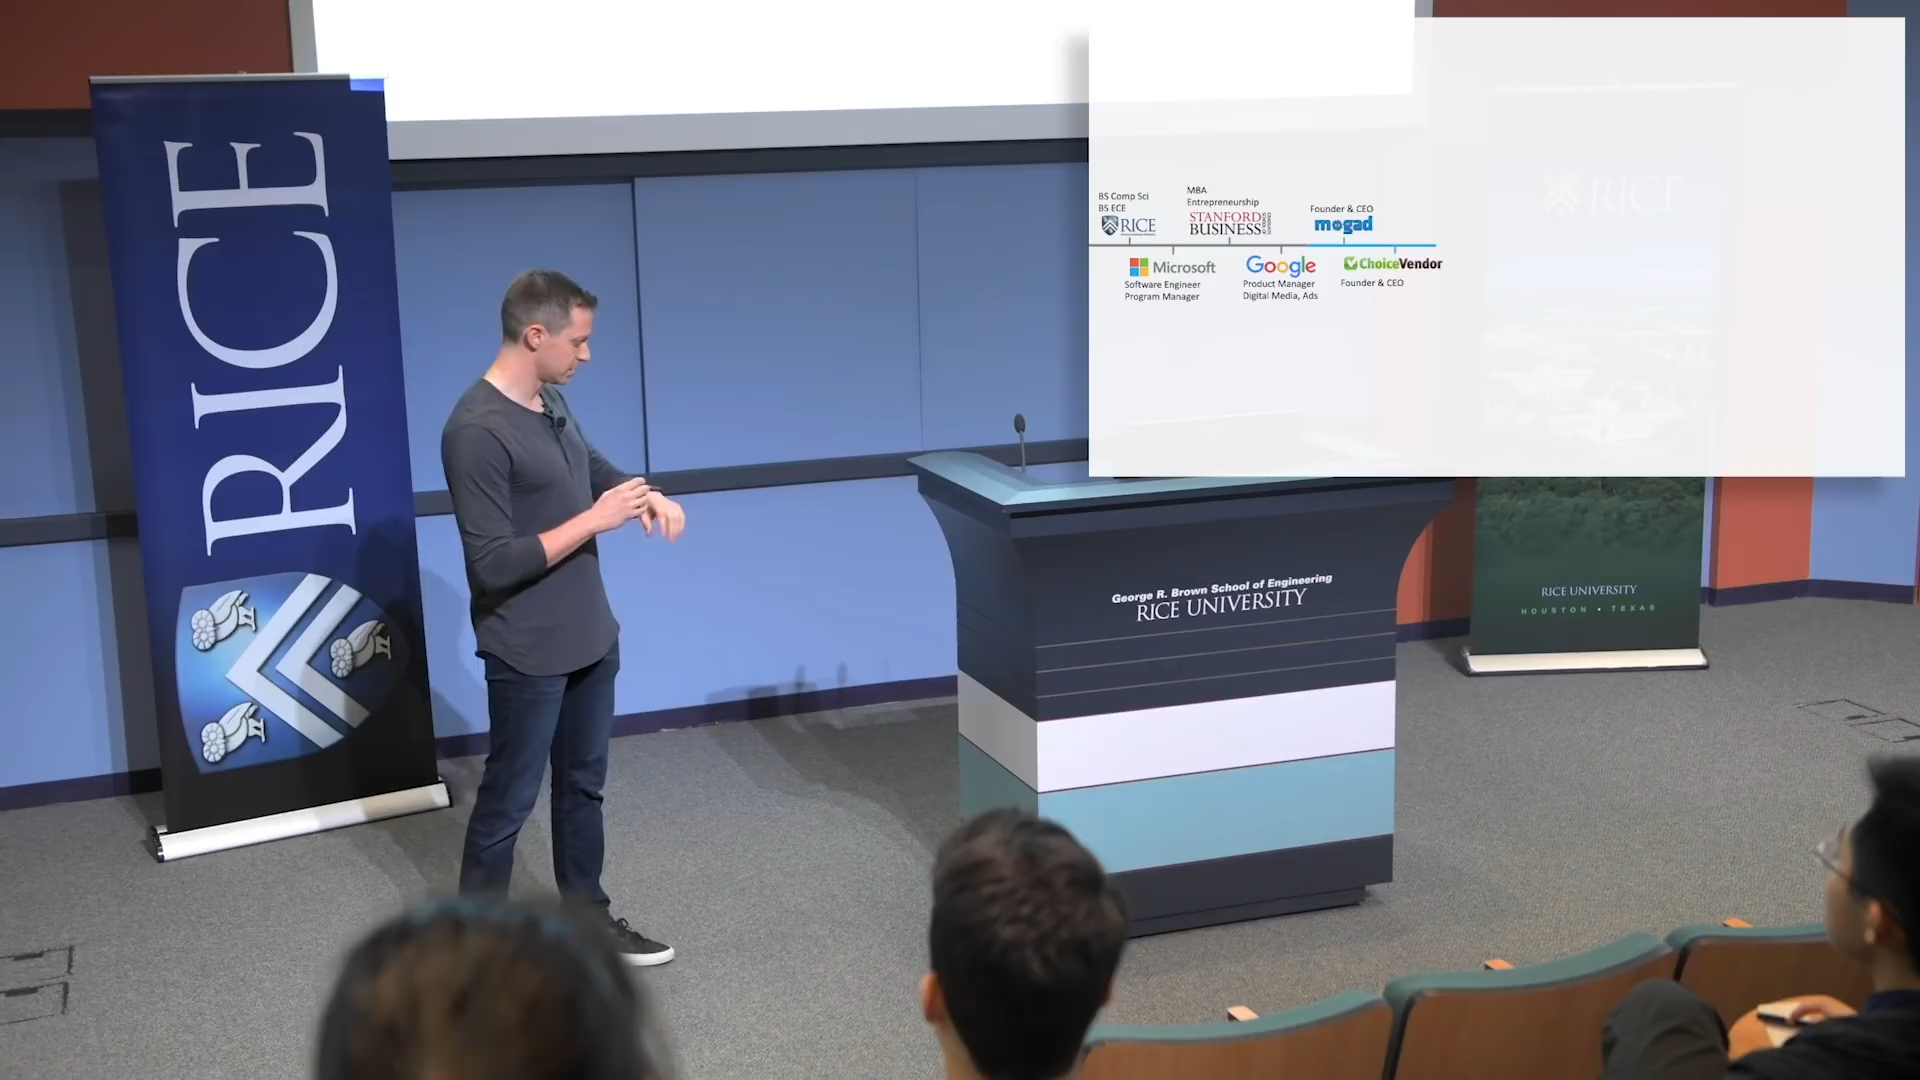 RICE
BS Comp Sci
BS ECE
RICE
MBA
Entrepreneurship
STANFORD
BUSINESS
Founder & CEO
mogad
Microsoft
Software Engineer
Program Manager
Google
Product Manager
Digital Media, Ads
ChoiceVendor
Founder & CEO
RICE
George R. Brown School of Engineering
RICE UNIVERSITY
RICE UNIVERSITY
HOUSTON • TEXAS